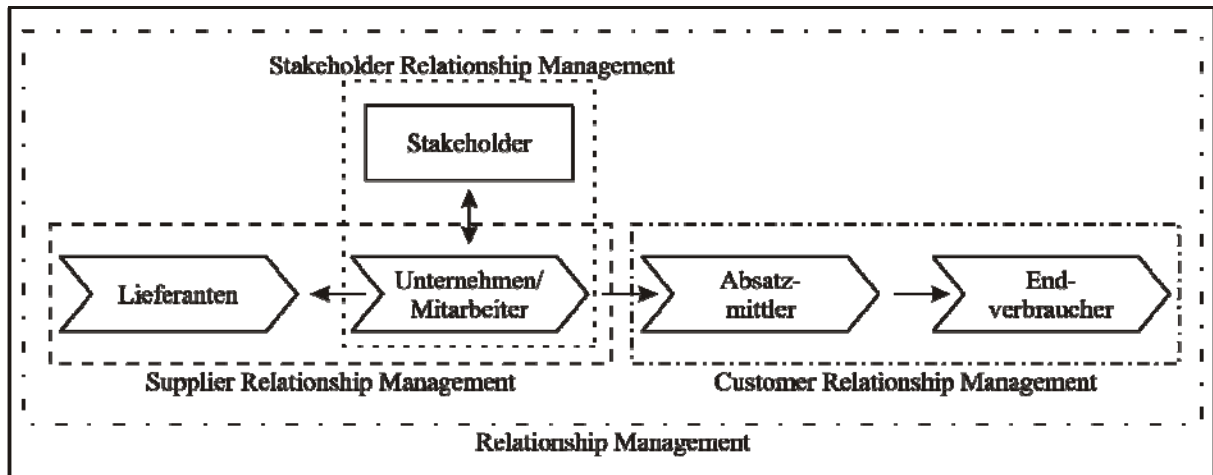 Stakeholder Relationship Management
Stakeholder
Lieferanten
Unternehmen/
Mitarbeiter
Absatz-
mittler
End-
verbraucher
Supplier Relationship Management
Customer Relationship Management
Relationship Management